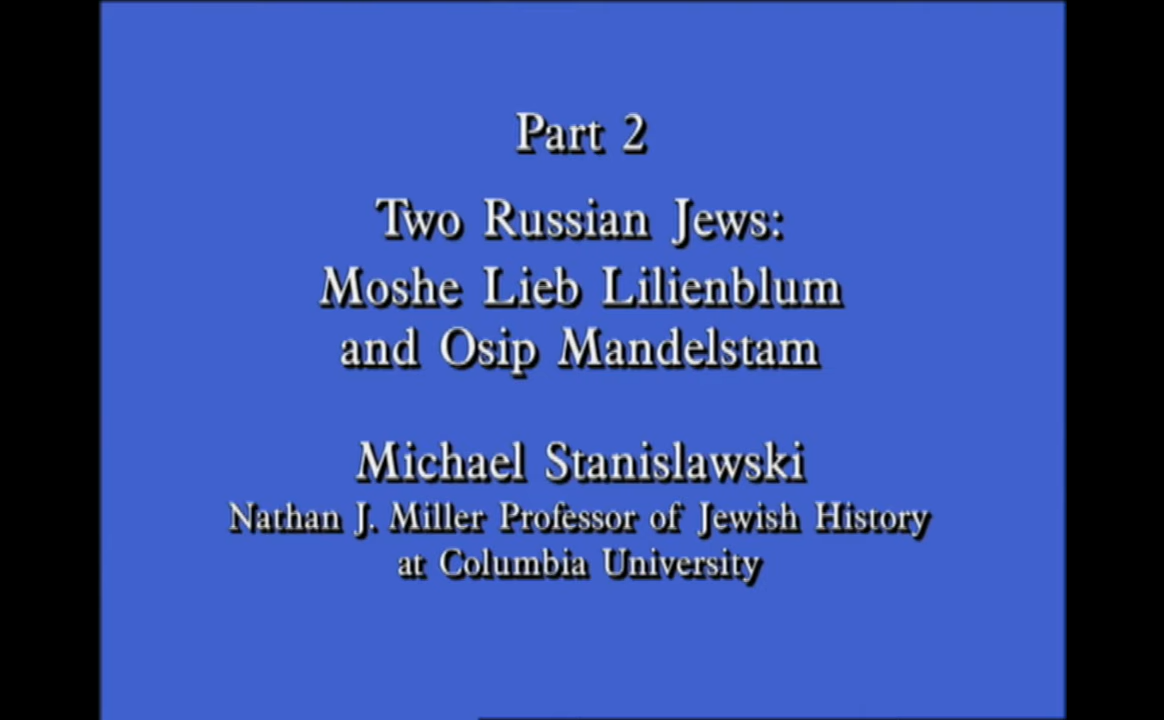 Part 2
Two Russian Jews:
Moshe Lieb Lilienblum
and Osip Mandelstam
Michael Stanislawski
Nathan J. Miller Professor of Jewish History
at Columbia University